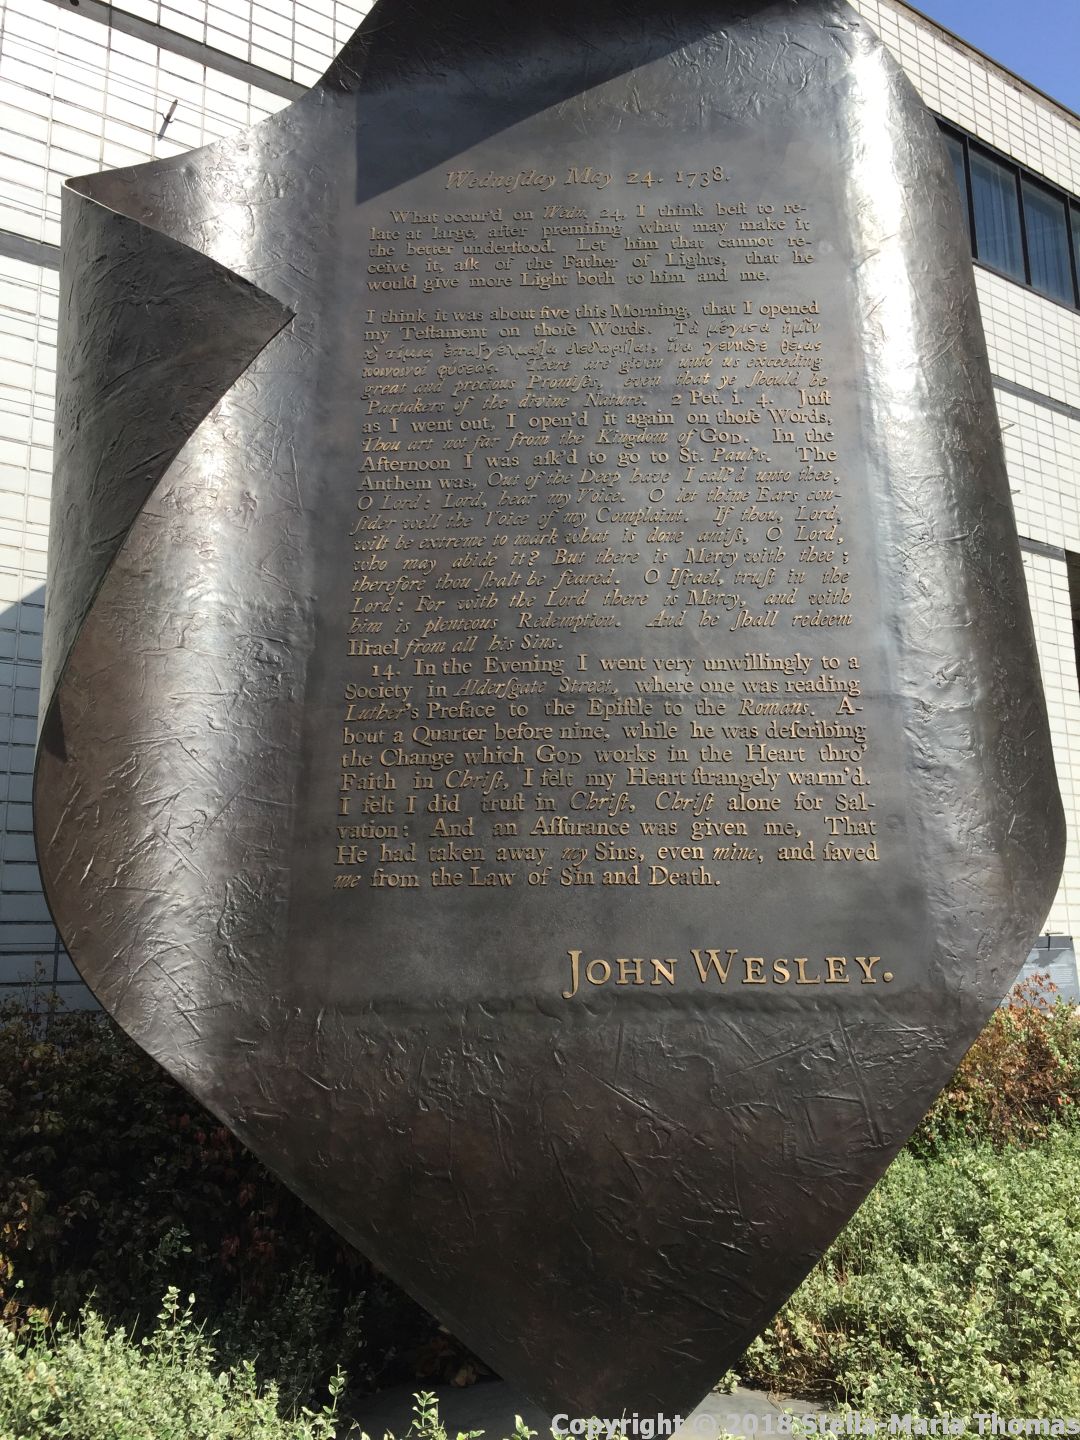 Wedneſday May 24. 1738.
What occur'd on Wedn. 24, I think beſt to re-
late at large, after premiſing what may make it
the better underſtood. Let him that cannot re-
ceive it, aſk of the Father of Lights, that he
would give more Light both to him and me.
I think it was about five this Morning, that I opened
my Teſtament on thoſe Words. Τὰ μέγιϛα ἡμῖν
ϗ τίμια ἐπαγγέλματα δεδώρηται, ἵνα γένησθε θείας
κοινωνοὶ φύσεως. There are given unto us exceeding
great and precious Promiſes, even that ye ſhould be
Partakers of the divine Nature. 2 Pet. i. 4. Juſt
as I went out, I open'd it again on thoſe Words,
Thou art not far from the Kingdom of GOD. In the
Afternoon I was aſk'd to go to St. Paul's. The
Anthem was, Out of the Deep have I call'd unto thee,
O Lord: Lord, hear my Voice. O let thine Ears con-
ſider well the Voice of my Complaint. If thou, Lord,
wilt be extreme to mark what is done amiſs, O Lord,
who may abide it? But there is Mercy with thee;
therefore thou ſhalt be feared. O Iſrael, truſt in the
Lord: For with the Lord there is Mercy, and with
him is plenteous Redemption. And he ſhall redeem
Iſrael from all his Sins.
14. In the Evening I went very unwillingly to a
Society in Alderſgate Street, where one was reading
Luther's Preface to the Epiſtle to the Romans. A-
bout a Quarter before nine, while he was deſcribing
the Change which GOD works in the Heart thro'
Faith in Chriſt, I felt my Heart ſtrangely warm'd.
I felt I did truſt in Chriſt, Chriſt alone for Sal-
vation: And an Aſſurance was given me, That
He had taken away my Sins, even mine, and ſaved
me from the Law of Sin and Death.
JOHN WESLEY.
Copyright © 2018 Stella-Maria Thomas